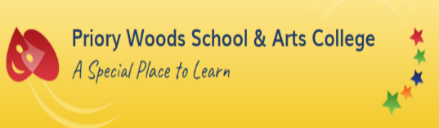 Priory Woods School & Arts College
A Special Place to Learn